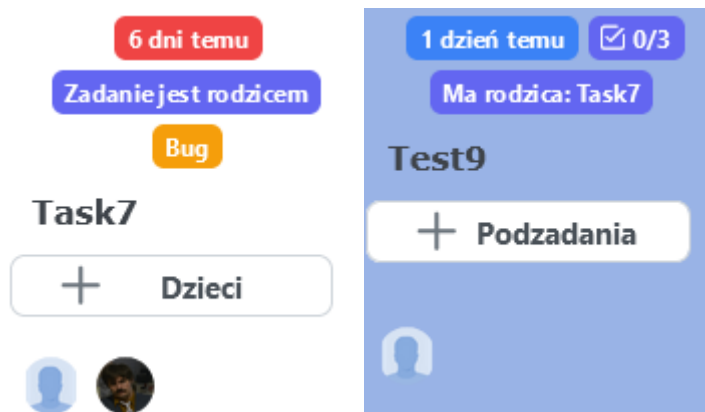 6 dni temu
Zadanie jest rodzicem
Bug
Task7
Dzieci
1 dzień temu 0/3
Ma rodzica: Task7
Test9
Podzadania